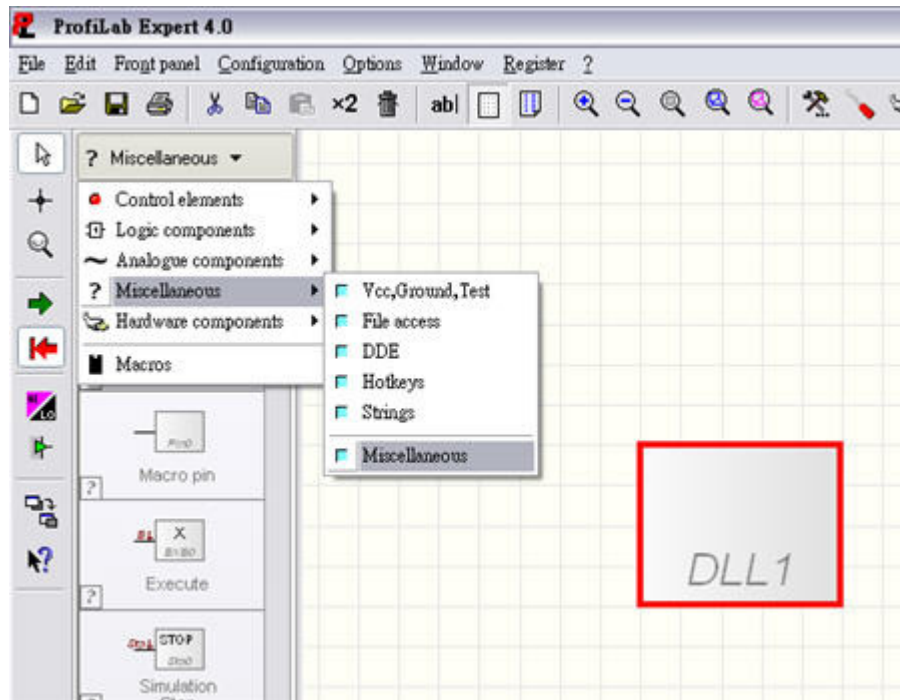 ProfiLab Expert 4.0
File Edit Front panel Configuration Options Window Register ?
×2 ab|
? Miscellaneous
Control elements
Logic components
Analogue components
? Miscellaneous
Hardware components
Macros
Vcc,Ground,Test
File access
DDE
Hotkeys
Strings
Miscellaneous
HI
LO
Macro pin
?
X
Execute
?
STOP
Simulation
DLL1